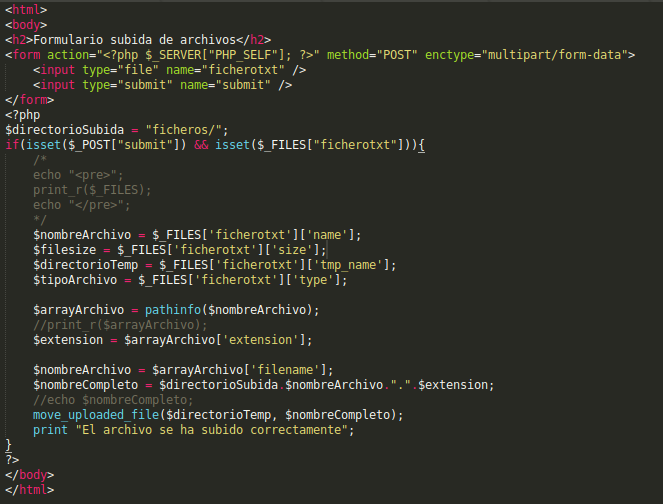 <html>
<body>
<h2>Formulario subida de archivos</h2>
<form action="<?php $_SERVER["PHP_SELF"]; ?>" method="POST" enctype="multipart/form-data">
    <input type="file" name="ficherotxt" />
    <input type="submit" name="submit" />
</form>
<?php
$directorioSubida = "ficheros/";
if(isset($_POST["submit"]) && isset($_FILES["ficherotxt"])){
    /*
    echo "<pre>";
    print_r($_FILES);
    echo "</pre>";
    */
    $nombreArchivo = $_FILES['ficherotxt']['name'];
    $filesize = $_FILES['ficherotxt']['size'];
    $directorioTemp = $_FILES['ficherotxt']['tmp_name'];
    $tipoArchivo = $_FILES['ficherotxt']['type'];

    $arrayArchivo = pathinfo($nombreArchivo);
    //print_r($arrayArchivo);
    $extension = $arrayArchivo['extension'];

    $nombreArchivo = $arrayArchivo['filename'];
    $nombreCompleto = $directorioSubida.$nombreArchivo.".".$extension;
    //echo $nombreCompleto;
    move_uploaded_file($directorioTemp, $nombreCompleto);
    print "El archivo se ha subido correctamente";
}
?>
</body>
</html>